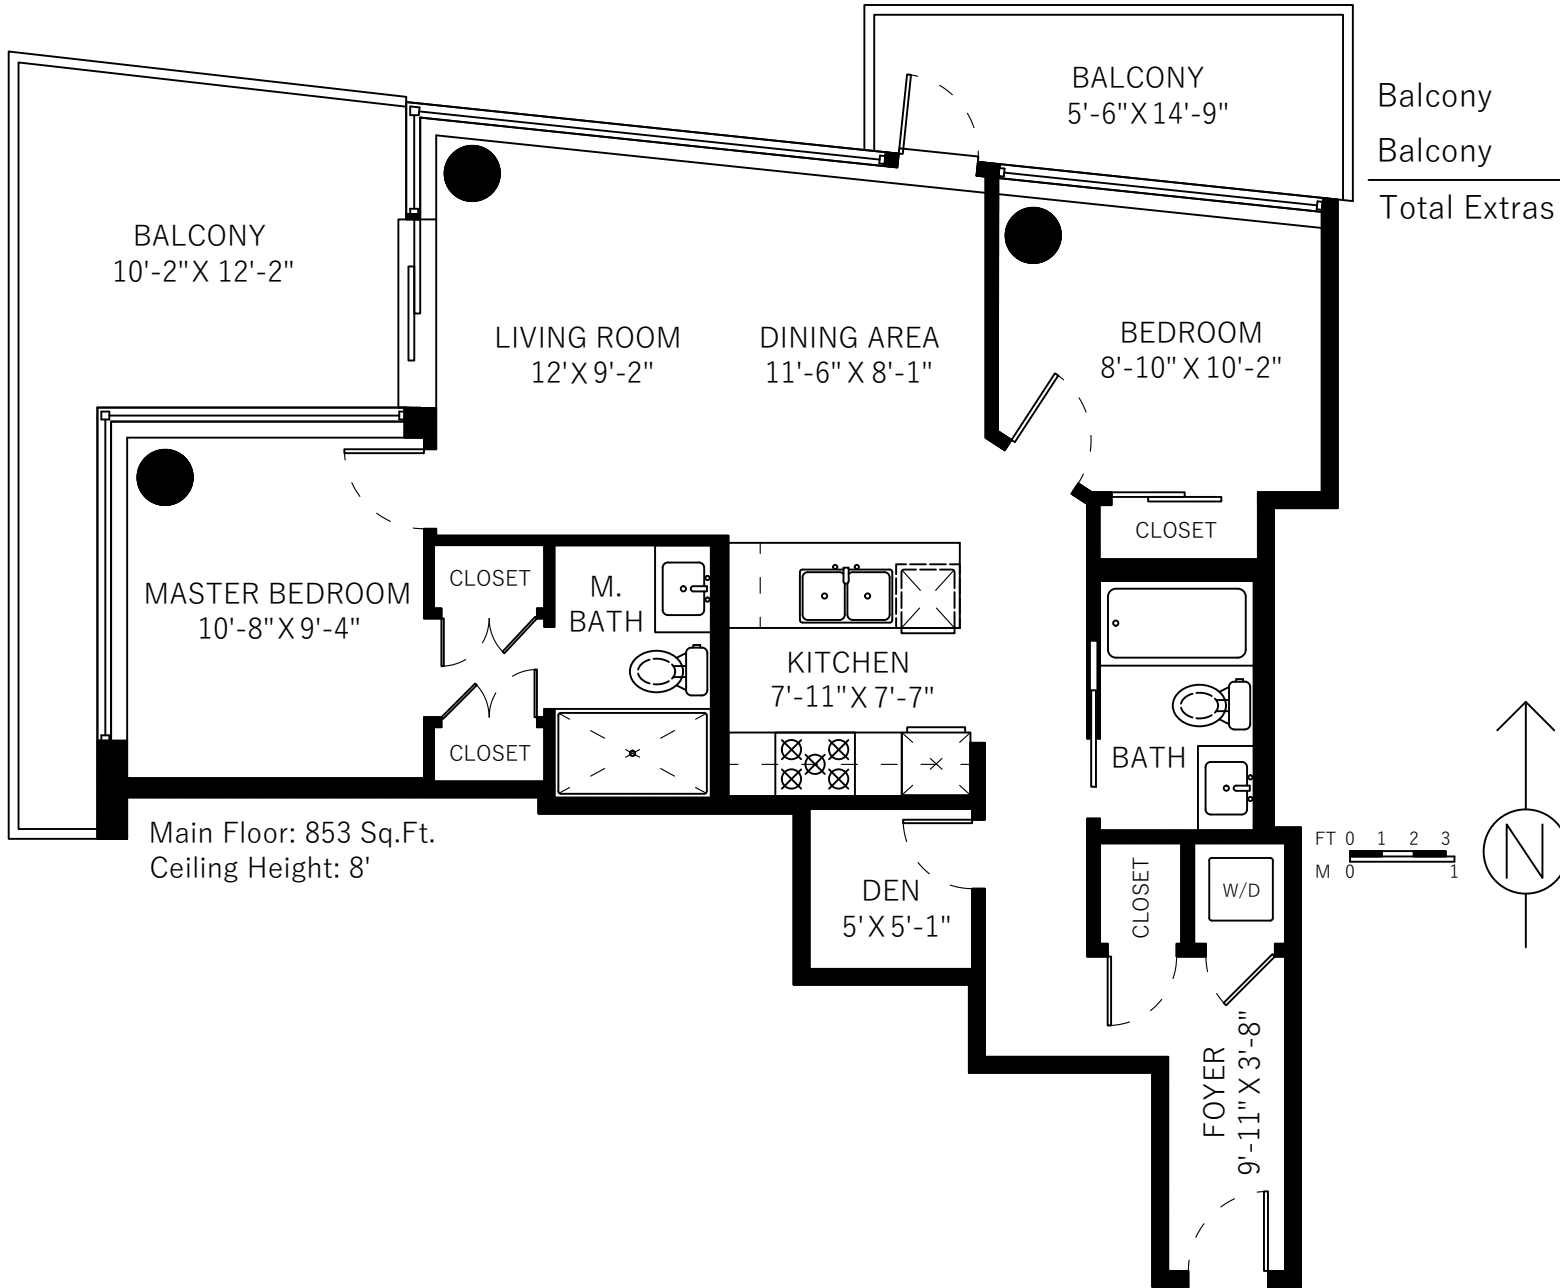 BALCONY
5'-6" X 14'-9"
Balcony
Balcony
Total Extras
BALCONY
10'-2" X 12'-2"
LIVING ROOM
12' X 9'-2"
DINING AREA
11'-6" X 8'-1"
BEDROOM
8'-10" X 10'-2"
CLOSET
MASTER BEDROOM
10'-8" X 9'-4"
CLOSET
M.
BATH
KITCHEN
7'-11" X 7'-7"
CLOSET
BATH
Main Floor: 853 Sq.Ft.
Ceiling Height: 8'
DEN
5' X 5'-1"
CLOSET
W/D
FT 0 1 2 3
M 0 1
N
FOYER
9'-11" X 3'-8"